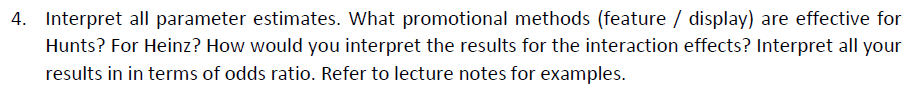 4. Interpret all parameter estimates. What promotional methods (feature / display) are effective for
Hunts? For Heinz? How would you interpret the results for the interaction effects? Interpret all your
results in in terms of odds ratio. Refer to lecture notes for examples.